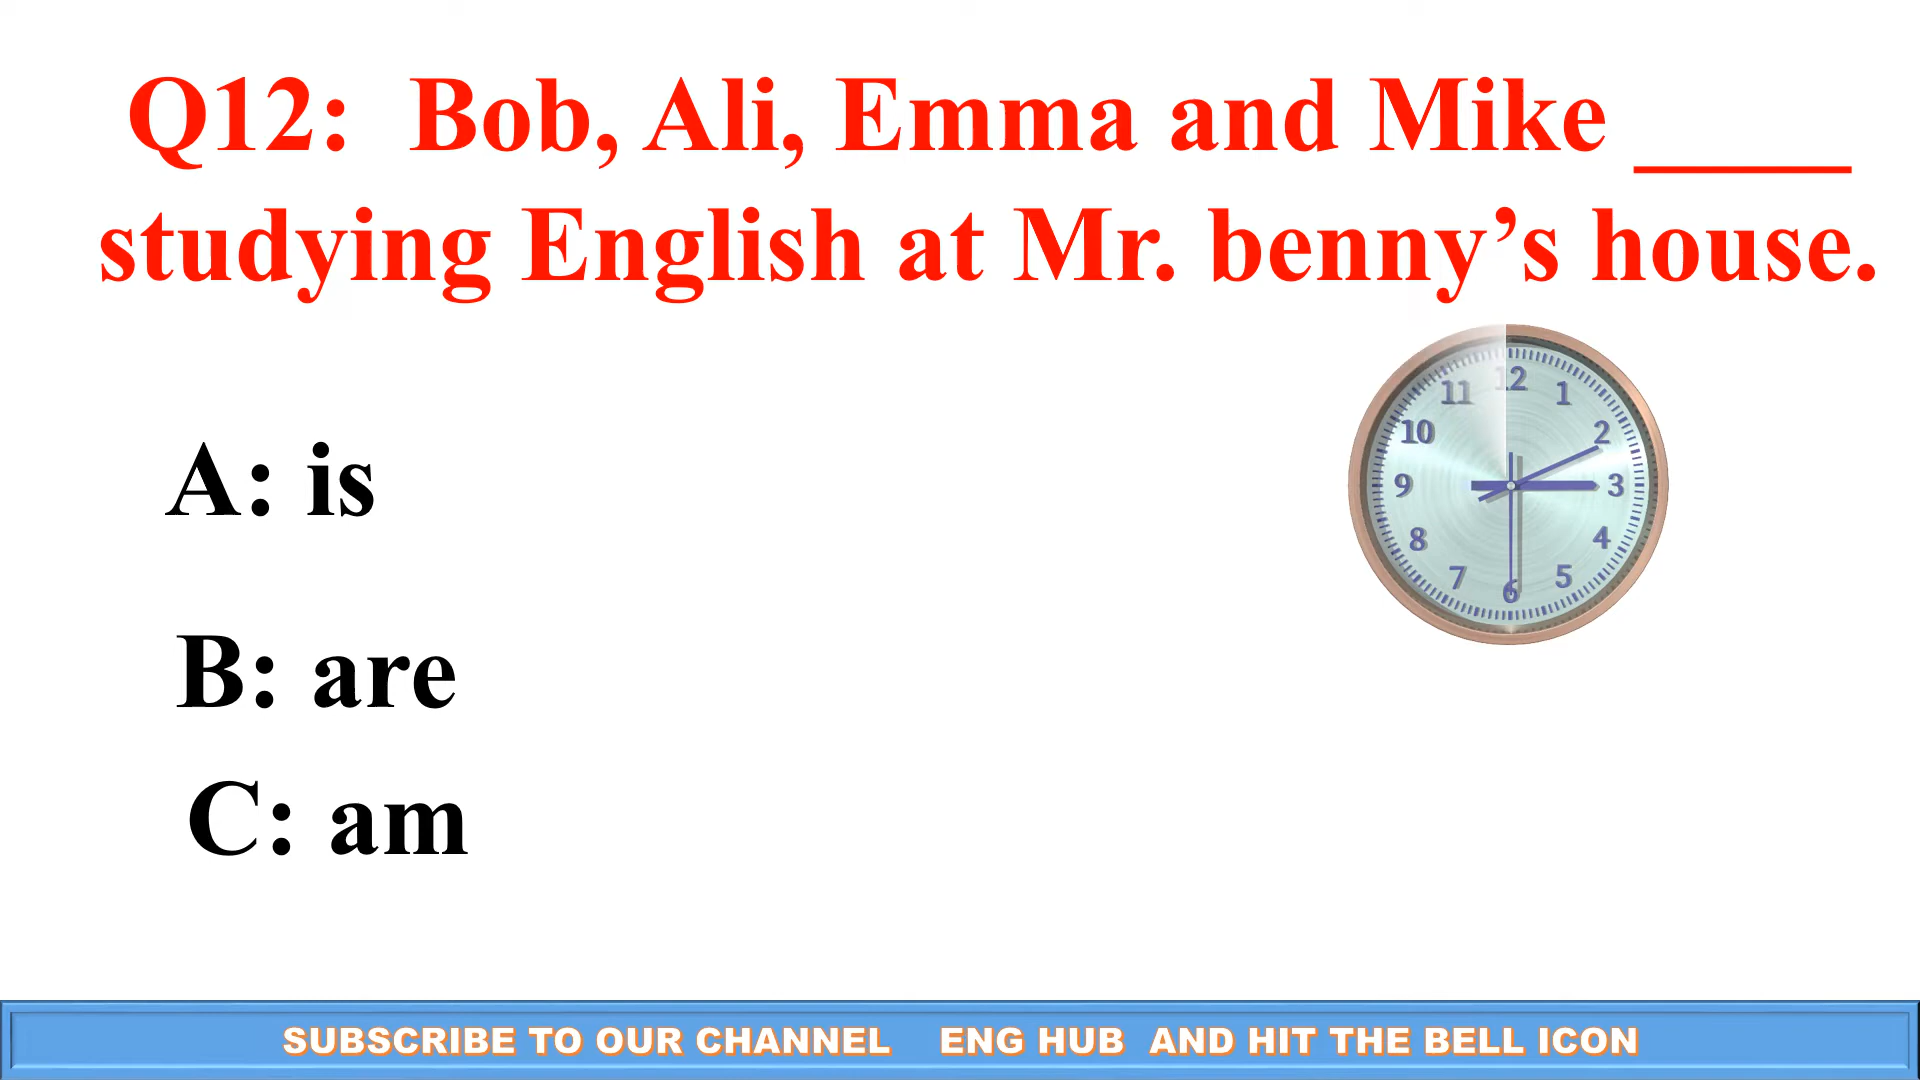 Q12: Bob, Ali, Emma and Mike ____
studying English at Mr. benny’s house.
12
11
1
10
2
9
3
8
4
7
5
6
A: is
B: are
C: am
SUBSCRIBE TO OUR CHANNEL ENG HUB AND HIT THE BELL ICON